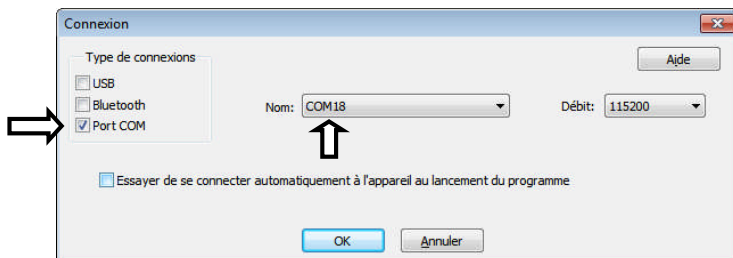 Connexion
Type de connexions
Aide
USB
Bluetooth
Nom: COM18 Débit: 115200
Port COM
Essayer de se connecter automatiquement à l'appareil au lancement du programme
OK Annuler